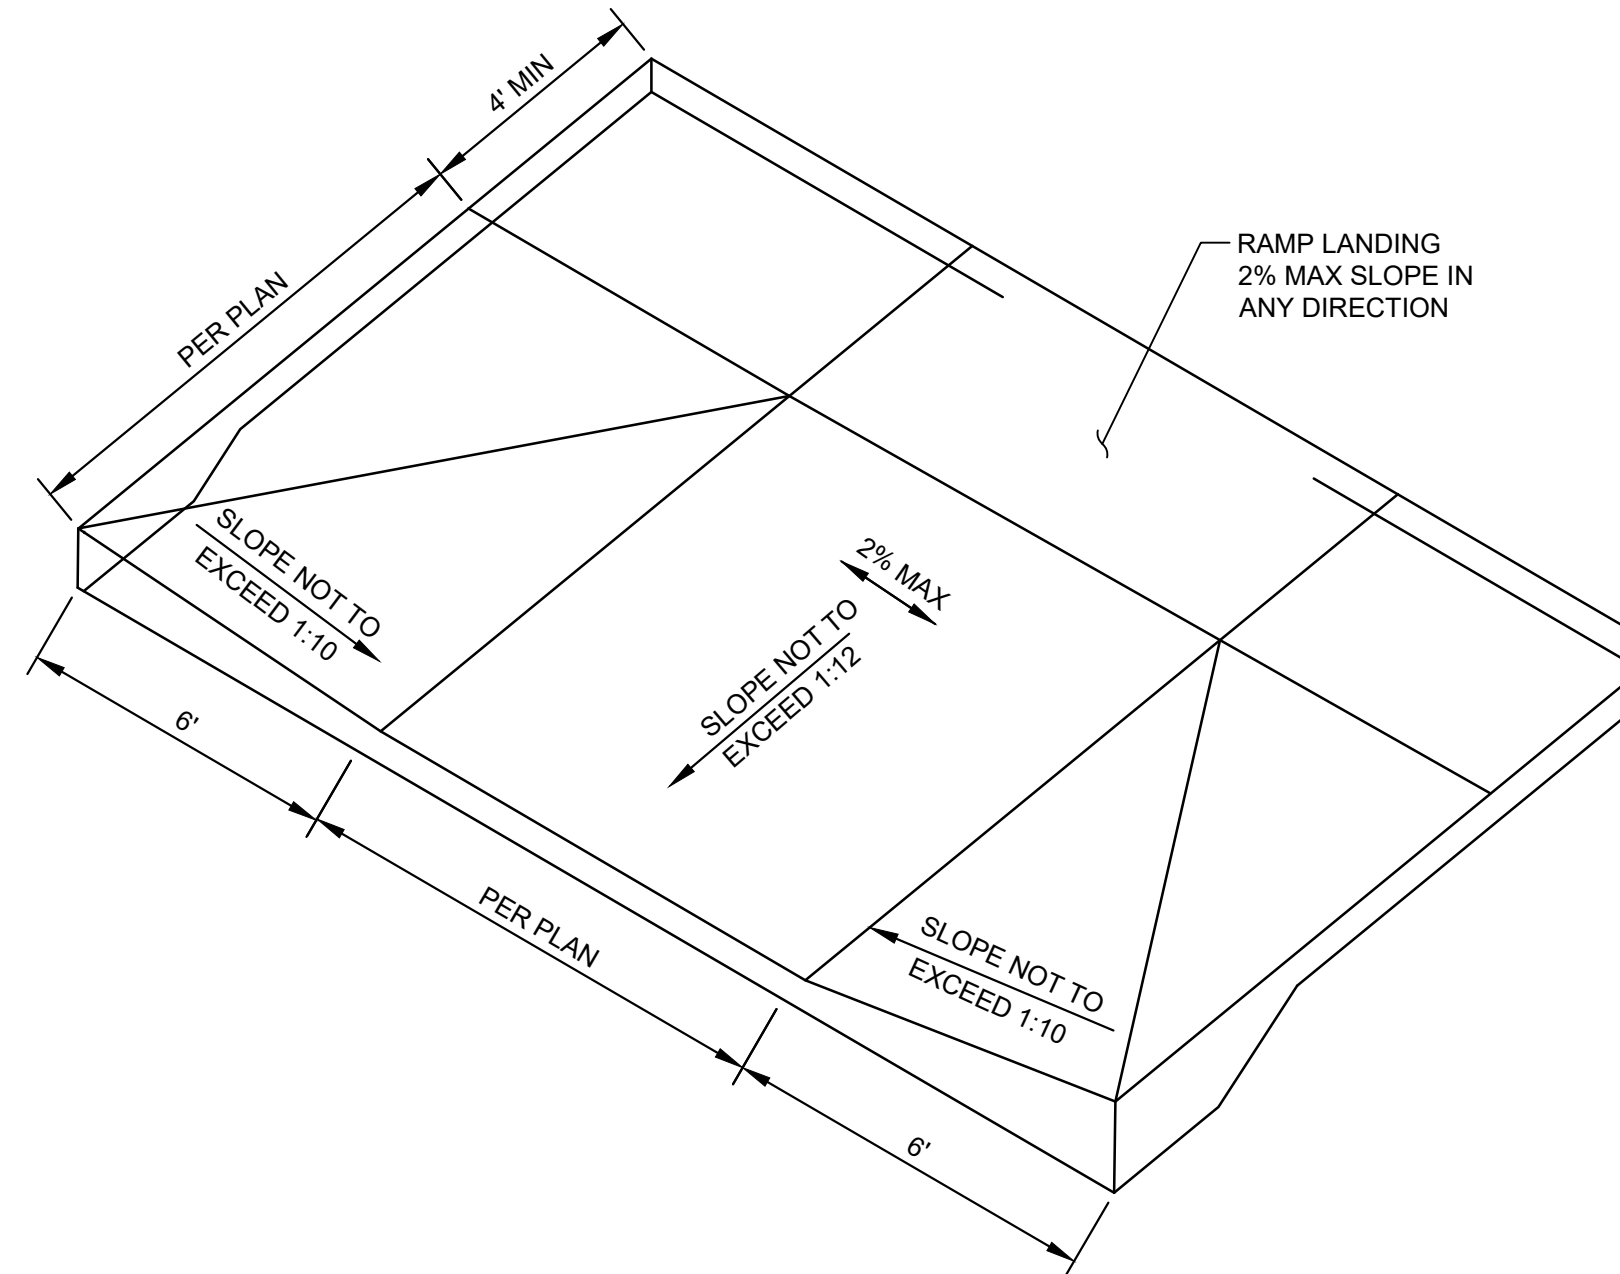 4' MIN
PER PLAN
RAMP LANDING
2% MAX SLOPE IN
ANY DIRECTION
SLOPE NOT TO
EXCEED 1:10
2% MAX
SLOPE NOT TO
EXCEED 1:12
6'
PER PLAN
SLOPE NOT TO
EXCEED 1:10
6'